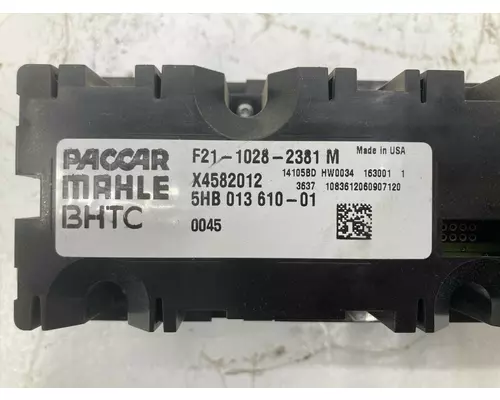 PACCAR
MAHLE
BHTC
F21-1028-2381 M
X4582012
5HB 013 610-01
0045
Made in USA
14105BD HW0034 163001 1
3637 1083612060907120